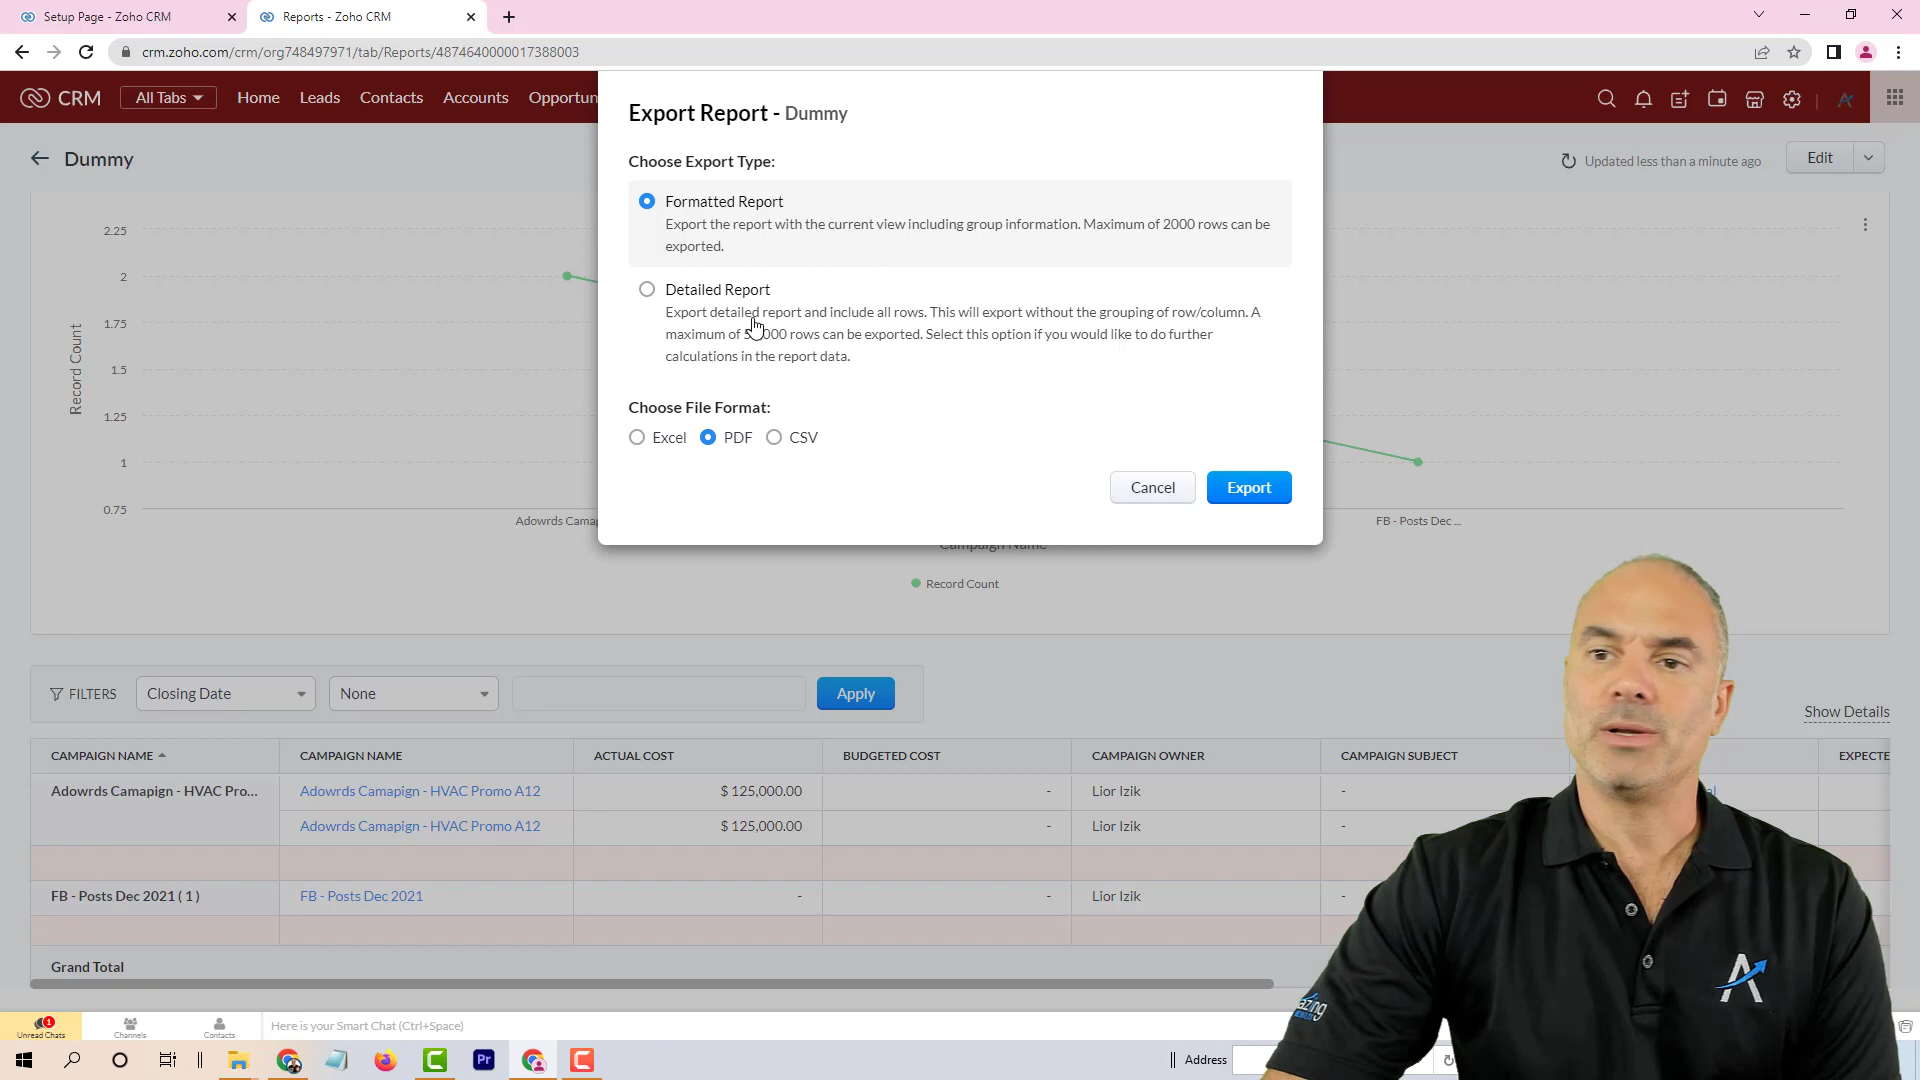 Setup Page - Zoho CRM
Reports - Zoho CRM
crm.zoho.com/crm/org748497971/tab/Reports/4874640000017388003
CRM
All Tabs
Home
Leads
Contacts
Accounts
Opportun
Dummy
Updated less than a minute ago
Edit
Export Report - Dummy
Choose Export Type:
Formatted Report
Export the report with the current view including group information. Maximum of 2000 rows can be
exported.
Detailed Report
Export detailed report and include all rows. This will export without the grouping of row/column. A
maximum of 000 rows can be exported. Select this option if you would like to do further
calculations in the report data.
Choose File Format:
Excel
PDF
CSV
Cancel
Export
Record Count
2.25
2
1.75
1.5
1.25
1
0.75
Adowrds Camap
FB - Posts Dec ...
Campaign Name
Record Count
FILTERS
Closing Date
None
Apply
Show Details
CAMPAIGN NAME
CAMPAIGN NAME
ACTUAL COST
BUDGETED COST
CAMPAIGN OWNER
CAMPAIGN SUBJECT
EXPECTE
Adowrds Camapign - HVAC Pro...
Adowrds Camapign - HVAC Promo A12
$ 125,000.00
-
Lior Izik
-
Adowrds Camapign - HVAC Promo A12
$ 125,000.00
-
Lior Izik
-
FB - Posts Dec 2021 ( 1 )
FB - Posts Dec 2021
-
-
Lior Izik
-
Grand Total
1
Unread Chats
Channels
Contacts
Here is your Smart Chat (Ctrl+Space)
Pr
Address